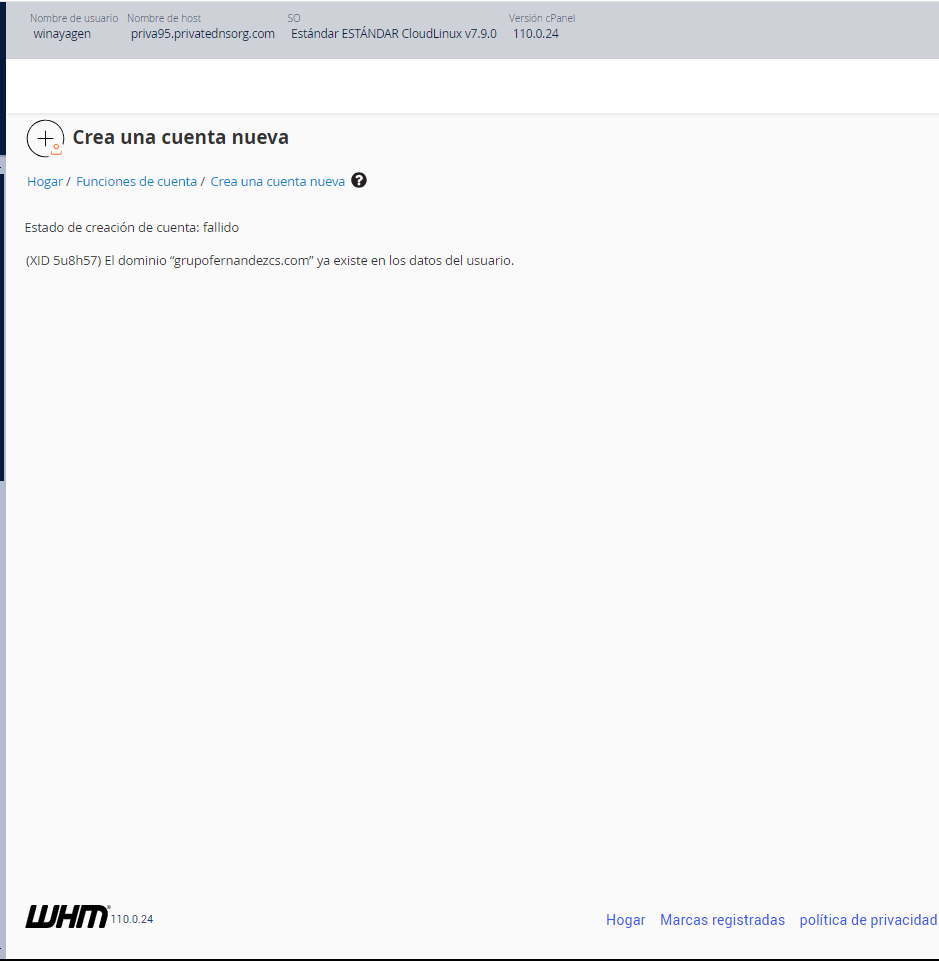 Nombre de usuario Nombre de host SO Versión cPanel
winayagen priva95.privatednsorg.com Estándar ESTÁNDAR CloudLinux v7.9.0 110.0.24
Crea una cuenta nueva
Hogar / Funciones de cuenta / Crea una cuenta nueva ?
Estado de creación de cuenta: fallido
(XID 5u8h57) El dominio “grupofernandezcs.com” ya existe en los datos del usuario.
WHM® 110.0.24 Hogar Marcas registradas política de privacidad